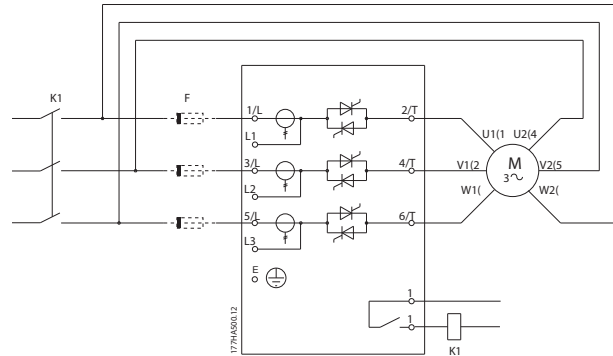 K1
F
1/L
2/T
L1
U1(1
U2(4
3/L
4/T
V1(2
M
3~
V2(5
L2
W1(
W2(
5/L
6/T
L3
E
177HA500.12
1
1
K1